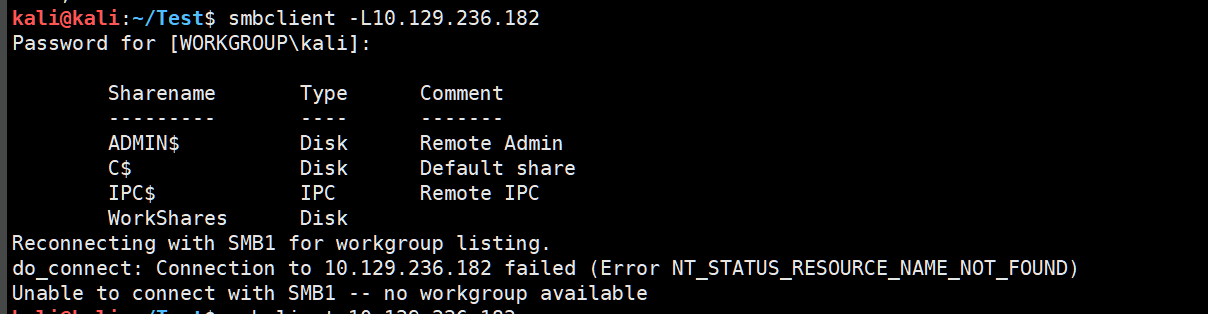 kali@kali:~/Test$ smbclient -L10.129.236.182
Password for [WORKGROUP\kali]:
Sharename Type Comment
--------- ---- -------
ADMIN$ Disk Remote Admin
C$ Disk Default share
IPC$ IPC Remote IPC
WorkShares Disk
Reconnecting with SMB1 for workgroup listing.
do_connect: Connection to 10.129.236.182 failed (Error NT_STATUS_RESOURCE_NAME_NOT_FOUND)
Unable to connect with SMB1 -- no workgroup available